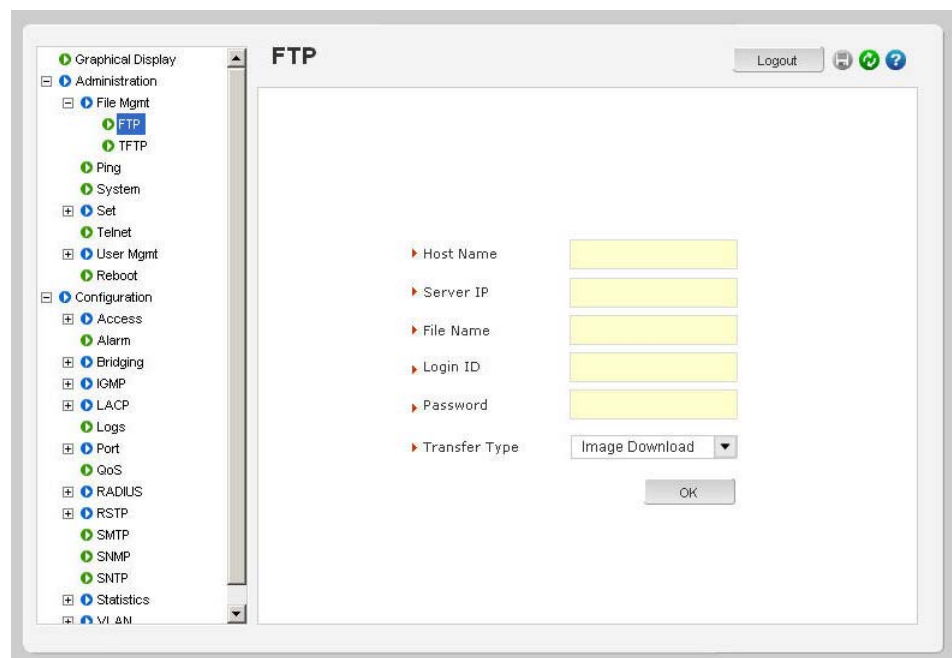 FTP
Logout
Graphical Display
Administration
File Mgmt
FTP
TFTP
Ping
System
Set
Telnet
User Mgmt
Reboot
Configuration
Access
Alarm
Bridging
IGMP
LACP
Logs
Port
QoS
RADIUS
RSTP
SMTP
SNMP
SNTP
Statistics
VLAN
Host Name
Server IP
File Name
Login ID
Password
Transfer Type
Image Download
OK